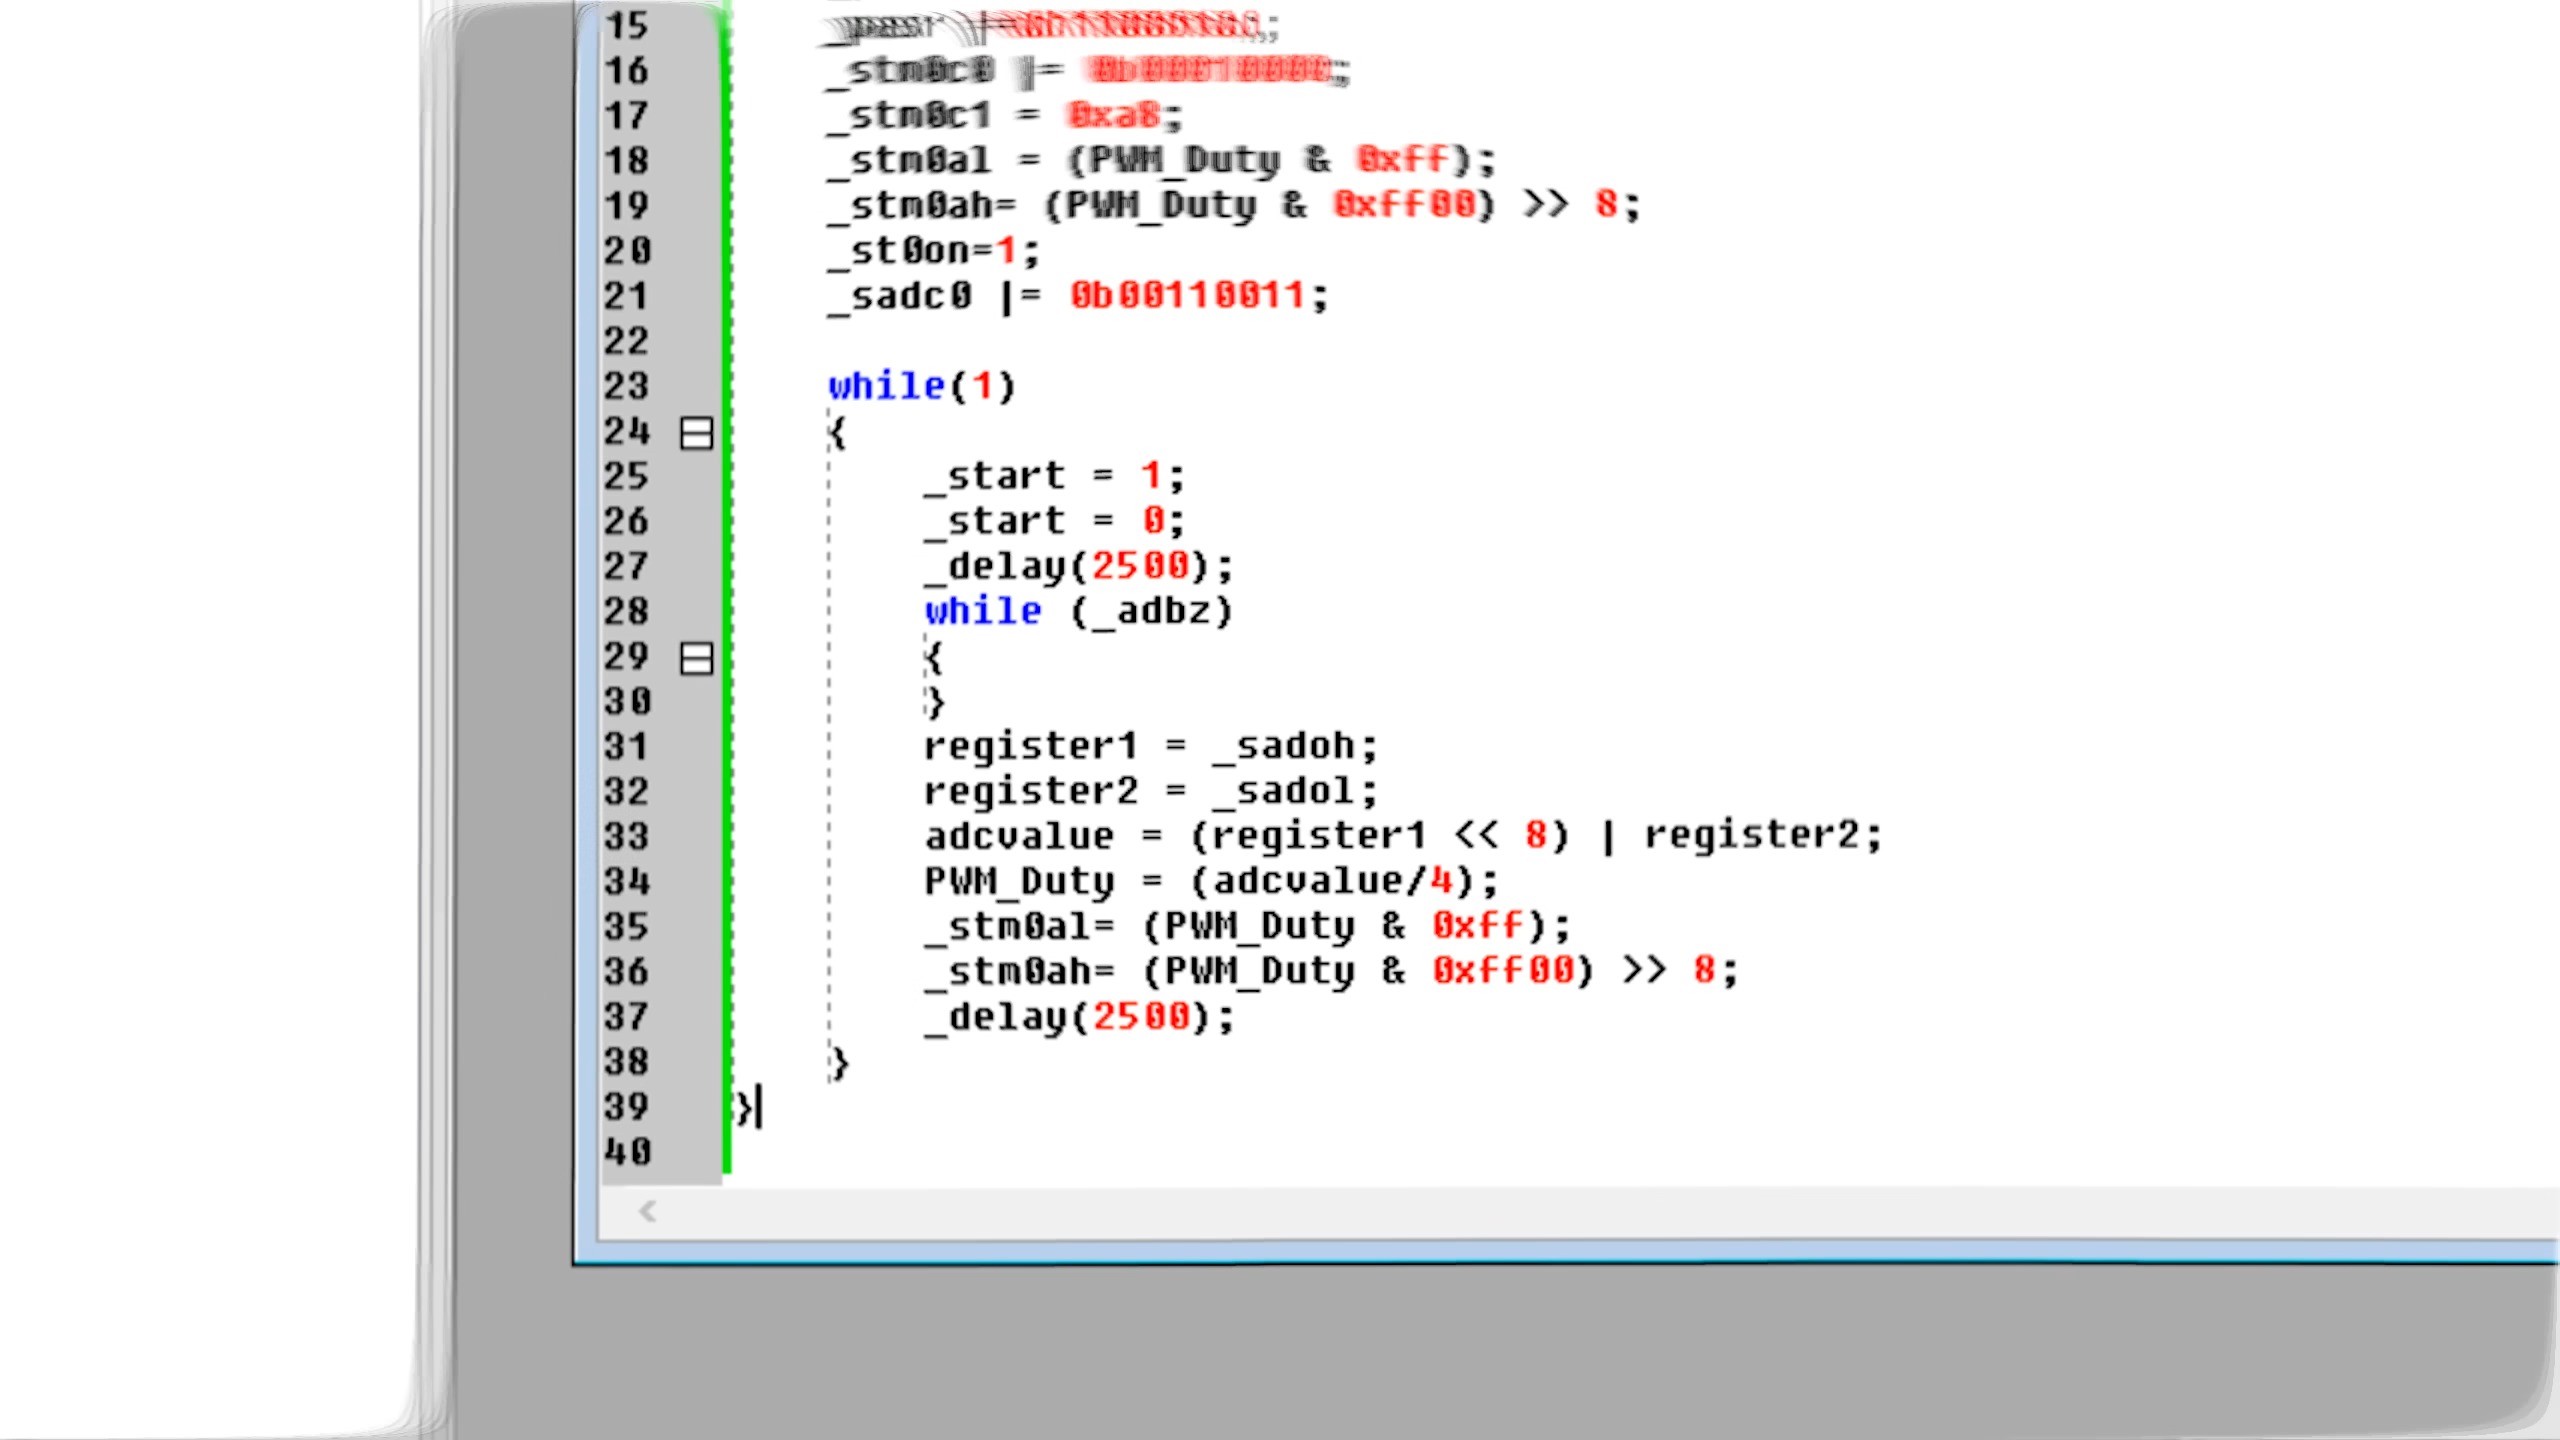 15
16 _stm0c0 |= 0b00010000;
17 _stm0c1 = 0xa8;
18 _stm0al = (PWM_Duty & 0xff);
19 _stm0ah= (PWM_Duty & 0xff00) >> 8;
20 _st0on=1;
21 _sadc0 |= 0b00110011;
22
23 while(1)
24 {
25 _start = 1;
26 _start = 0;
27 _delay(2500);
28 while (_adbz)
29 {
30 }
31 register1 = _sadoh;
32 register2 = _sadol;
33 adcvalue = (register1 << 8) | register2;
34 PWM_Duty = (adcvalue/4);
35 _stm0al= (PWM_Duty & 0xff);
36 _stm0ah= (PWM_Duty & 0xff00) >> 8;
37 _delay(2500);
38 }
39 }
40